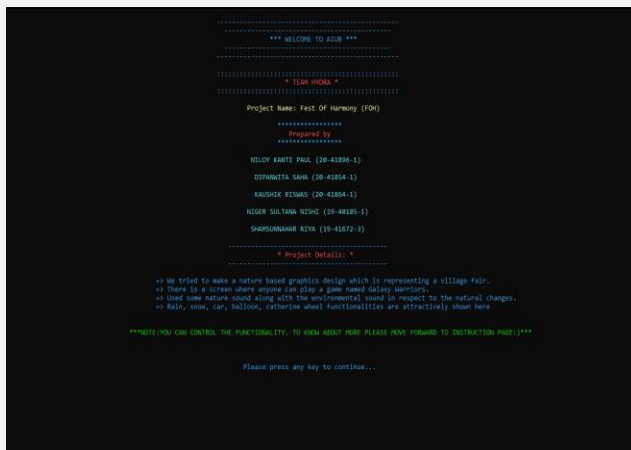 *** WELCOME TO AIUB ***
* TEAM HYDRA *
Project Name: Fest Of Harmony (FOH)
*****************
Prepared by
*****************
NILOY KANTI PAUL (20-41896-1)
DIPANWITA SAHA (20-41854-1)
KAUSHIK BISWAS (20-41864-1)
NIGER SULTANA NISHI (19-40185-1)
SHAMSUNNAHAR RIYA (19-41672-3)
* Project Details: *
=> We tried to make a nature based graphics design which is representing a village fair.
=> There is a screen where anyone can play a game named Galaxy Warriors.
=> Used some nature sound along with the environmental sound in respect to the natural changes.
=> Rain, snow, car, balloon, catherine wheel functionalities are attractively shown here
***NOTE:YOU CAN CONTROL THE FUNCTIONALITY. TO KNOW ABOUT MORE PLEASE MOVE FORWARD TO INSTRUCTION PAGE:)***
Please press any key to continue...